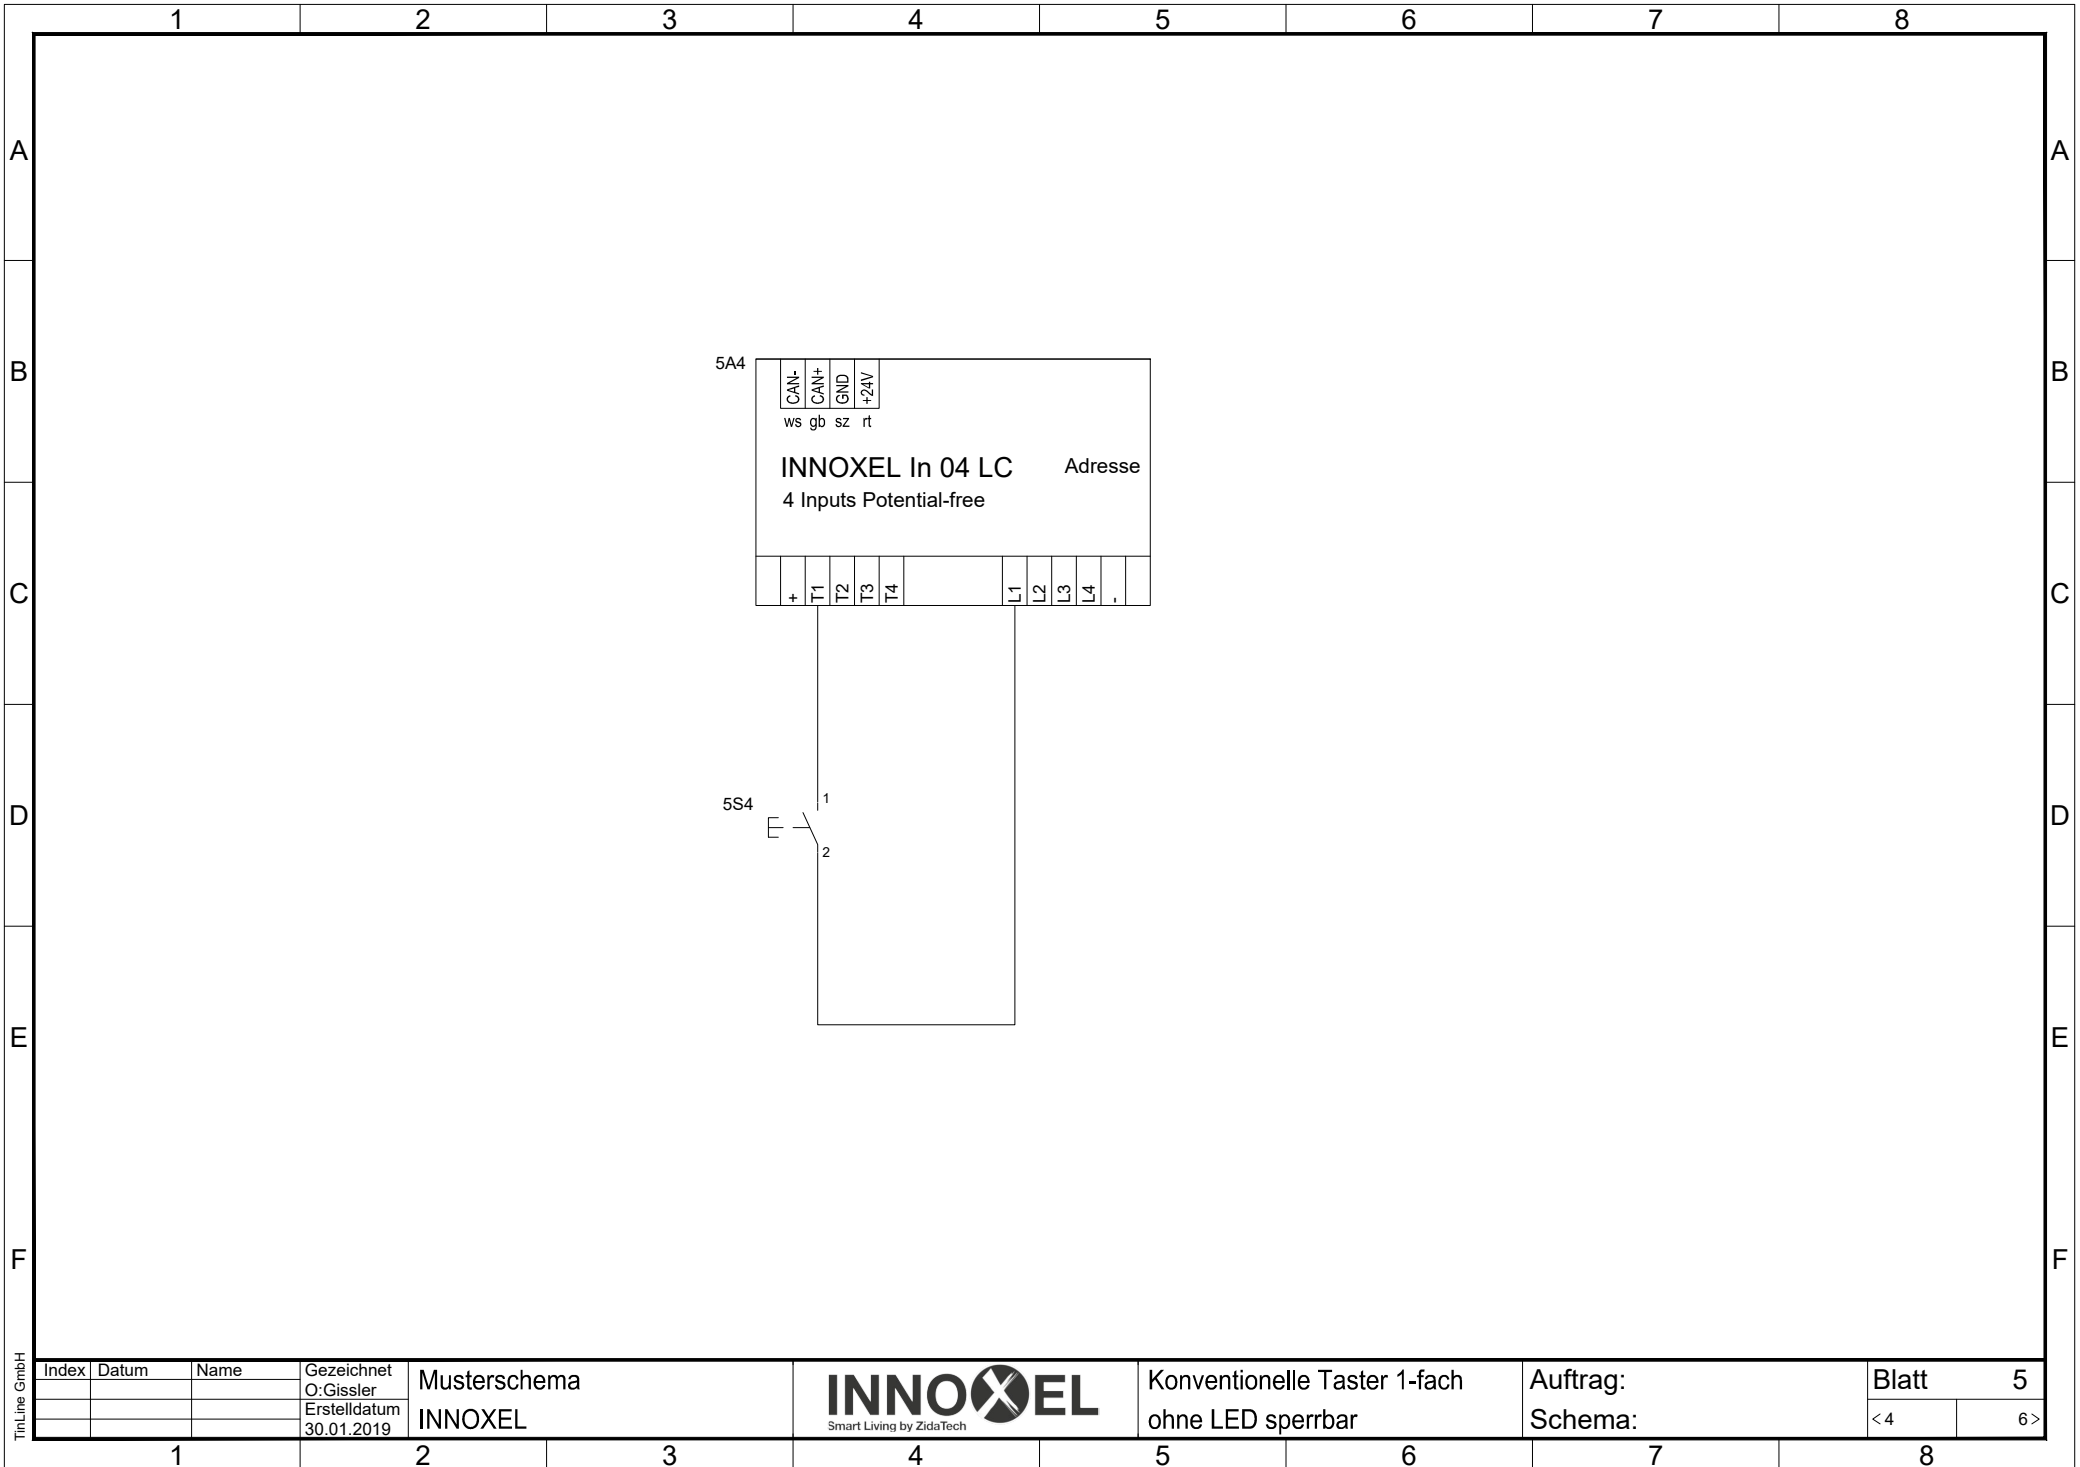 1 2 3 4 5 6 7 8
A A
5A4
CAN- CAN+ GND +24V
B B
ws gb sz rt
INNOXEL In 04 LC Adresse
4 Inputs Potential-free
+ T1 T2 T3 T4 L1 L2 L3 L4 -
C C
5S4 1
D D
2
E E
F F
TinLine GmbH
Index Datum Name
Gezeichnet
O:Gissler
Erstelldatum
30.01.2019
Musterschema
INNOXEL
INNOXEL
Smart Living by ZidaTech
Konventionelle Taster 1-fach
ohne LED sperrbar
Auftrag:
Schema:
Blatt 5
<4 6>
1 2 3 4 5 6 7 8